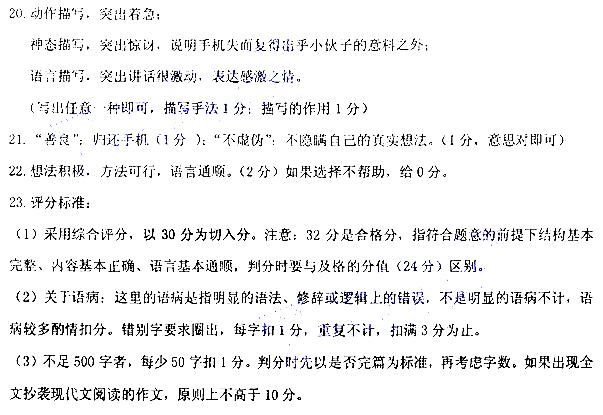 20. 动作描写，突出着急；
神态描写，突出惊讶，说明手机失而复得出乎小伙子的意料之外；
语言描写，突出讲话很激动，表达感激之情。
（写出任意一种即可，描写手法 1 分；描写的作用 1 分）
21. “善良”：归还手机（1 分 ）；“不虚伪”：不隐瞒自己的真实想法。（1 分，意思对即可）
22. 想法积极，方法可行，语言通顺。（2 分）如果选择不帮助，给 0 分。
23. 评分标准：
（1）采用综合评分，以 30 分为切入分。注意：32 分是合格分，指符合题意的前提下结构基本
完整、内容基本正确、语言基本通顺，判分时要与及格的分值（24 分）区别。
（2）关于语病：这里的语病是指明显的语法、修辞或逻辑上的错误，不是明显的语病不计，语
病较多酌情扣分。错别字要求圈出，每字扣 1 分，重复不计，扣满 3 分为止。
（3）不足 500 字者，每少 50 字扣 1 分。判分时先以是否完篇为标准，再考虑字数。如果出现全
文抄袭现代文阅读的作文，原则上不高于 10 分。